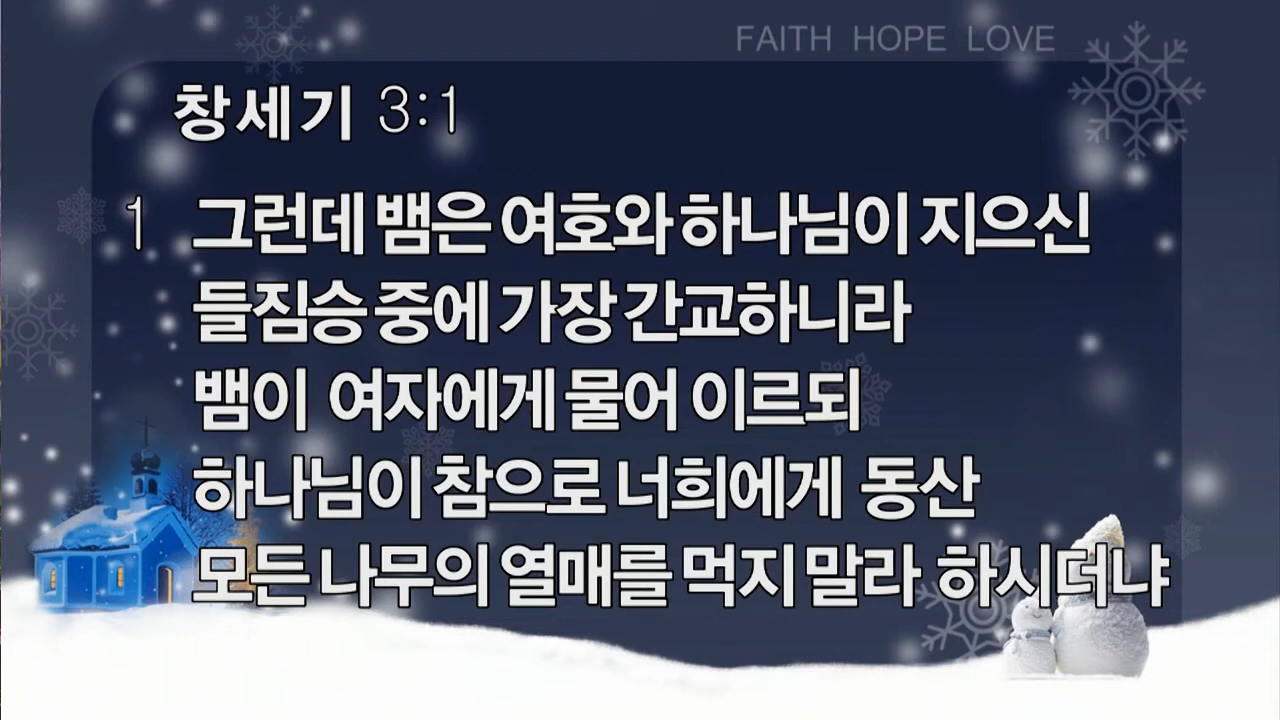 FAITH HOPE LOVE
창세기 3:1
1 그런데 뱀은 여호와 하나님이 지으신
들짐승 중에 가장 간교하니라
뱀이 여자에게 물어 이르되
하나님이 참으로 너희에게 동산
모든 나무의 열매를 먹지 말라 하시더냐